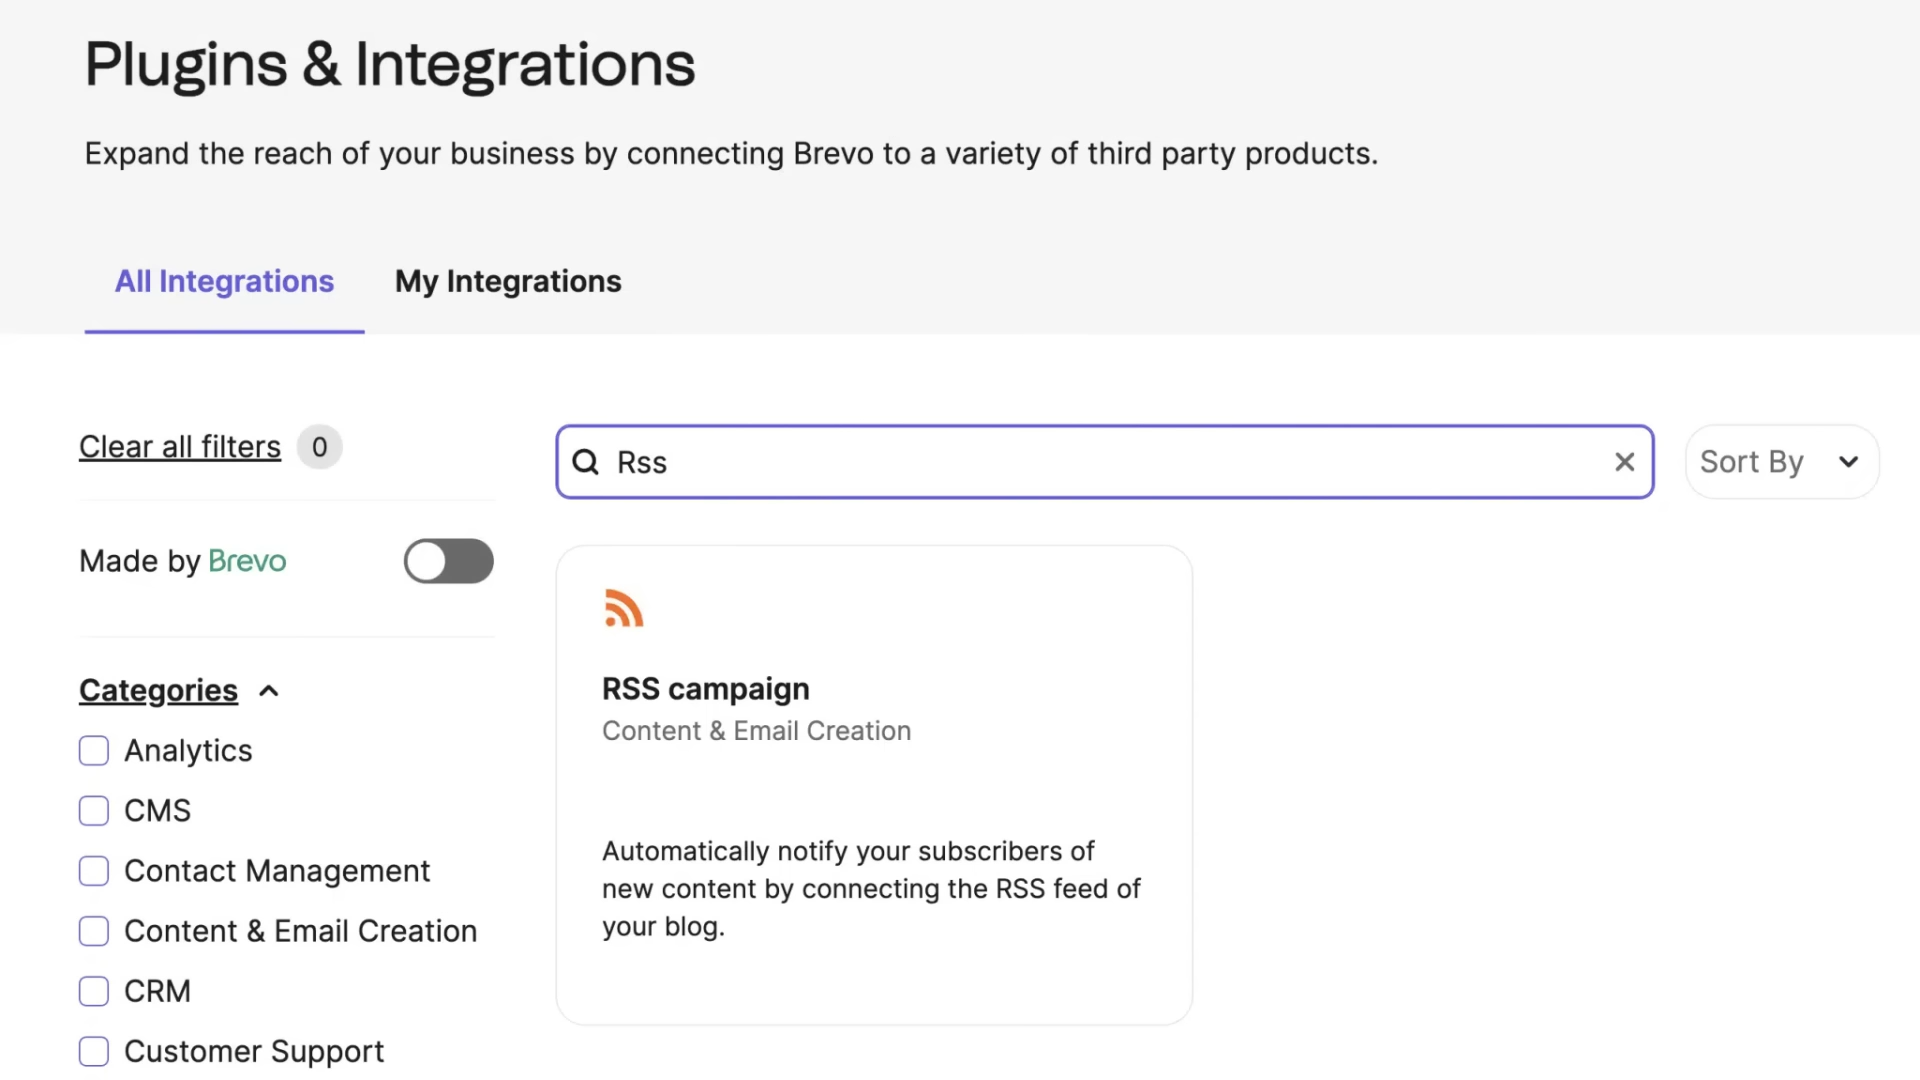 Plugins & Integrations
Expand the reach of your business by connecting Brevo to a variety of third party products.
All Integrations My Integrations
Clear all filters 0
Rss
Sort By
Made by Brevo
Categories
Analytics
CMS
Contact Management
Content & Email Creation
CRM
Customer Support
RSS campaign
Content & Email Creation
Automatically notify your subscribers of
new content by connecting the RSS feed of
your blog.